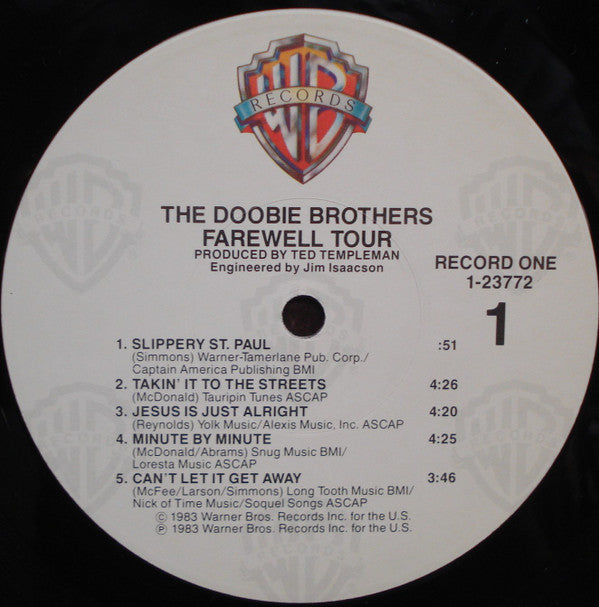 WB
RECORDS
THE DOOBIE BROTHERS
FAREWELL TOUR
PRODUCED BY TED TEMPLEMAN
Engineered by Jim Isaacson
RECORD ONE
1-23772
1
1. SLIPPERY ST. PAUL :51
(Simmons) Warner-Tamerlane Pub. Corp./
Captain America Publishing BMI
2. TAKIN' IT TO THE STREETS 4:26
(McDonald) Tauripin Tunes ASCAP
3. JESUS IS JUST ALRIGHT 4:20
(Reynolds) Yolk Music/Alexis Music, Inc. ASCAP
4. MINUTE BY MINUTE 4:25
(McDonald/Abrams) Snug Music BMI/
Loresta Music ASCAP
5. CAN'T LET IT GET AWAY 3:46
(McFee/Larson/Simmons) Long Tooth Music BMI/
Nick of Time Music/Soquel Songs ASCAP
© 1983 Warner Bros. Records Inc. for the U.S.
℗ 1983 Warner Bros. Records Inc. for the U.S.